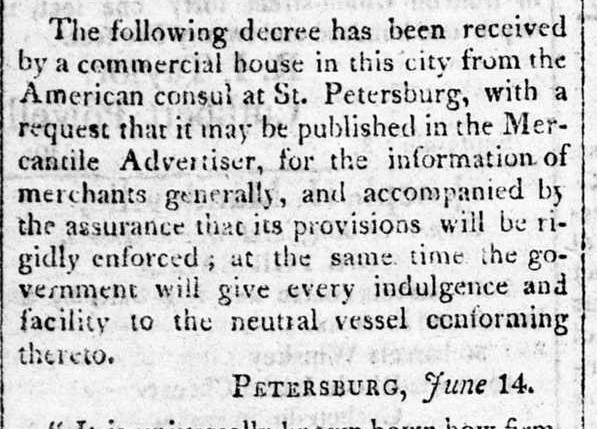 The following decree has been received
by a commercial house in this city from the
American consul at St. Petersburg, with a
request that it may be published in the Mer-
cantile Advertiser, for the information of
merchants generally, and accompanied by
the assurance that its provisions will be ri-
gidly enforced ; at the same time the go-
vernment will give every indulgence and
facility to the neutral vessel conforming
thereto.
PETERSBURG, June 14.